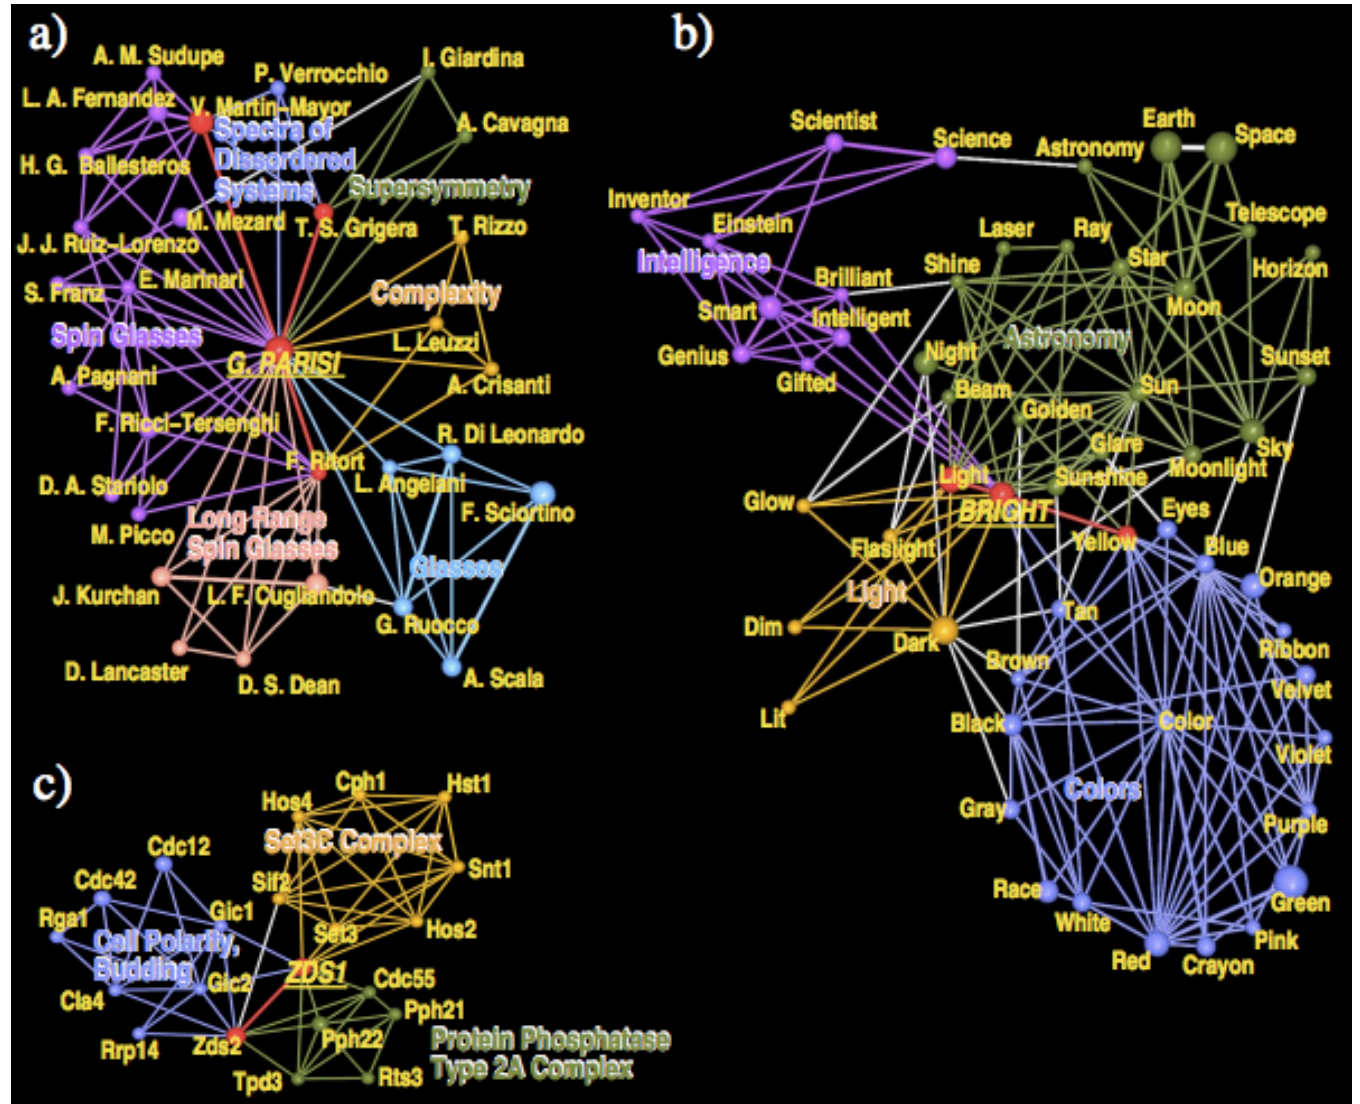 a)
A. M. Sudupe
P. Verrocchio
I. Giardina
L. A. Fernandez
V. Martin-Mayor
A. Cavagna
Spectra of
Dissordered
Systems
H. G. Ballesteros
Supersymmetry
M. Mezard
T. S. Grigera
T. Rizzo
J. J. Ruiz-Lorenzo
E. Marinari
S. Franz
Complexity
Spin Glasses
L. Leuzzi
G. PARISI
A. Pagnani
A. Crisanti
F. Ricci-Tersenghi
R. Di Leonardo
F. Ritort
L. Angelani
D. A. Stariolo
F. Sciortino
M. Picco
Long Range
Spin Glasses
Glasses
J. Kurchan
L. F. Cugliandolo
G. Ruocco
D. Lancaster
D. S. Dean
A. Scala
b)
Scientist
Science
Earth
Space
Astronomy
Inventor
Einstein
Telescope
Laser
Ray
Star
Intelligence
Brilliant
Shine
Horizon
Smart
Intelligent
Moon
Genius
Gifted
Night
Astronomy
Sunset
Beam
Sun
Golden
Glare
Sky
Light
Sunshine
Moonlight
Glow
BRIGHT
Eyes
Flaslight
Yellow
Blue
Light
Orange
Dim
Dark
Tan
Ribbon
Brown
Velvet
Lit
Black
Color
Violet
Colors
Gray
Purple
Race
White
Green
Red
Crayon
Pink
c)
Cph1
Hst1
Hos4
Set3C Complex
Cdc12
Snt1
Cdc42
Sif2
Rga1
Gic1
Set3
Hos2
Cell Polarity,
Budding
ZDS1
Cdc55
Cla4
Gic2
Pph21
Rrp14
Zds2
Pph22
Protein Phosphatase
Type 2A Complex
Tpd3
Rts3